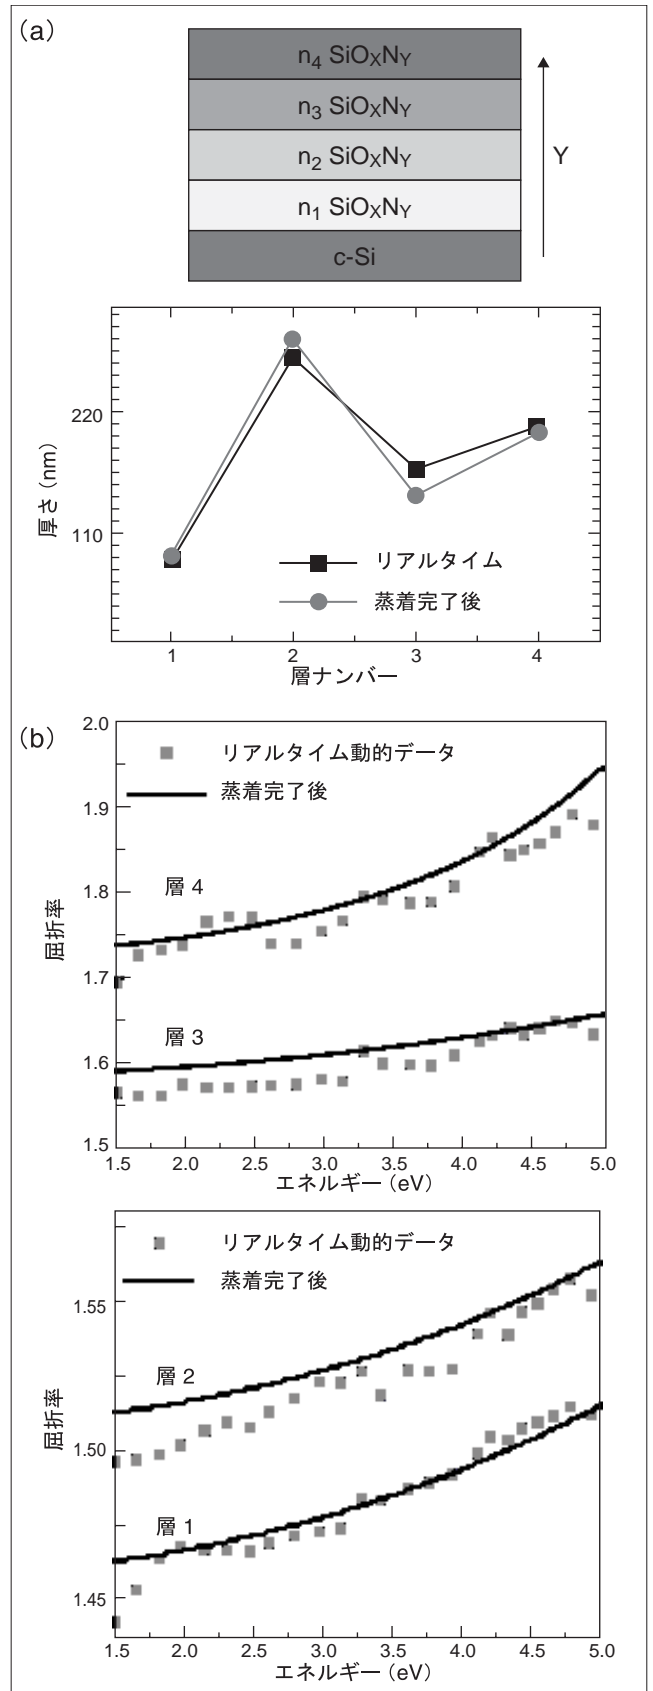 (a)
n4 SiOXNY
n3 SiOXNY
n2 SiOXNY
n1 SiOXNY
c-Si
Y
厚さ（nm）
220
110
リアルタイム
蒸着完了後
1 2 3 4
層ナンバー
(b)
リアルタイム動的データ
蒸着完了後
層 4
層 3
屈折率
2.0
1.9
1.8
1.7
1.6
1.5
1.5 2.0 2.5 3.0 3.5 4.0 4.5 5.0
エネルギー（eV）
リアルタイム動的データ
蒸着完了後
層 2
層 1
屈折率
1.55
1.50
1.45
1.5 2.0 2.5 3.0 3.5 4.0 4.5 5.0
エネルギー（eV）